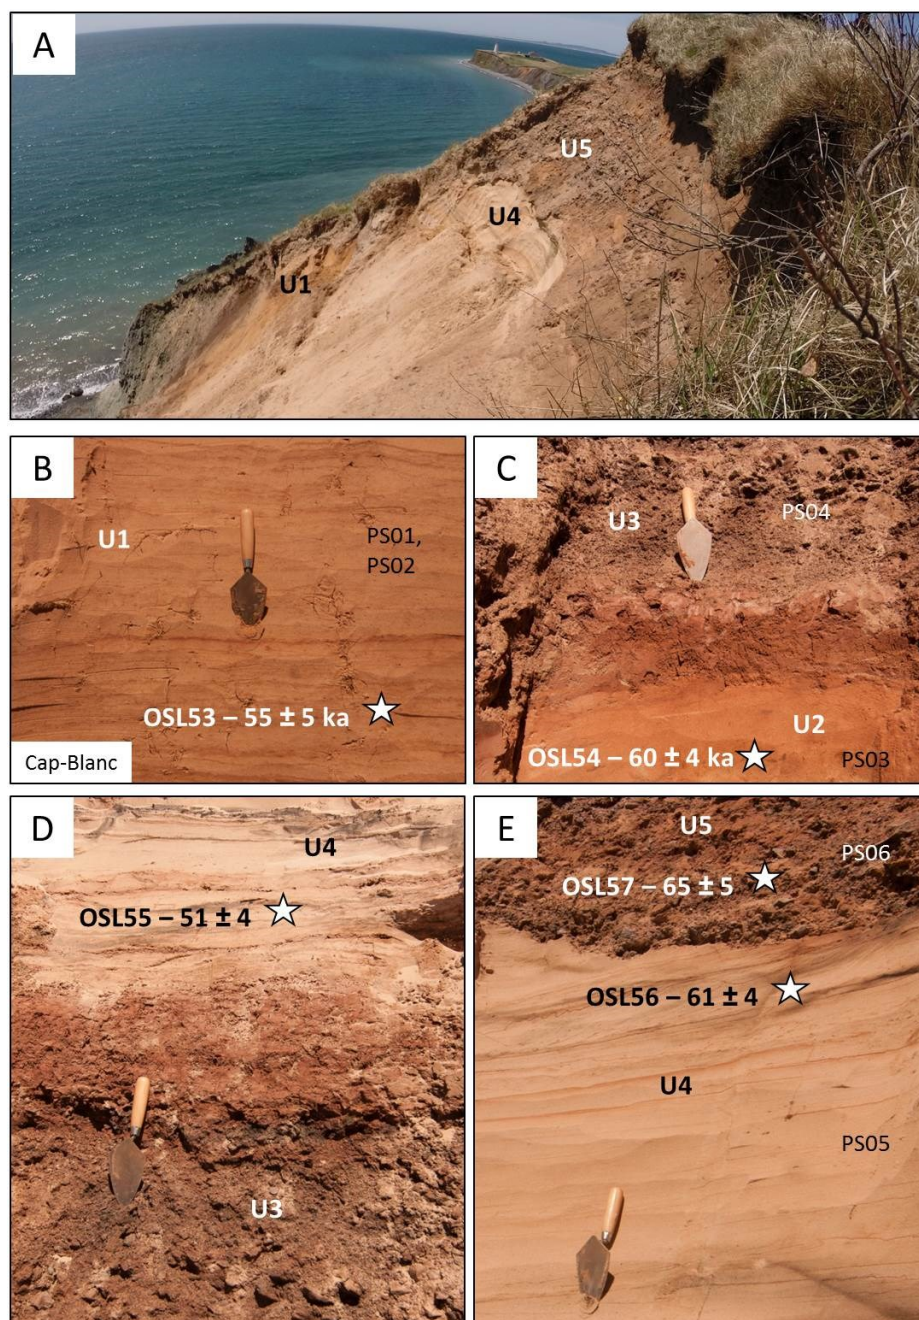 A
U5
U4
U1
B
U1
PS01,
PS02
OSL53 – 55 ± 5 ka
Cap-Blanc
C
U3
PS04
U2
OSL54 – 60 ± 4 ka
PS03
D
U4
OSL55 – 51 ± 4
U3
E
U5
PS06
OSL57 – 65 ± 5
OSL56 – 61 ± 4
U4
PS05